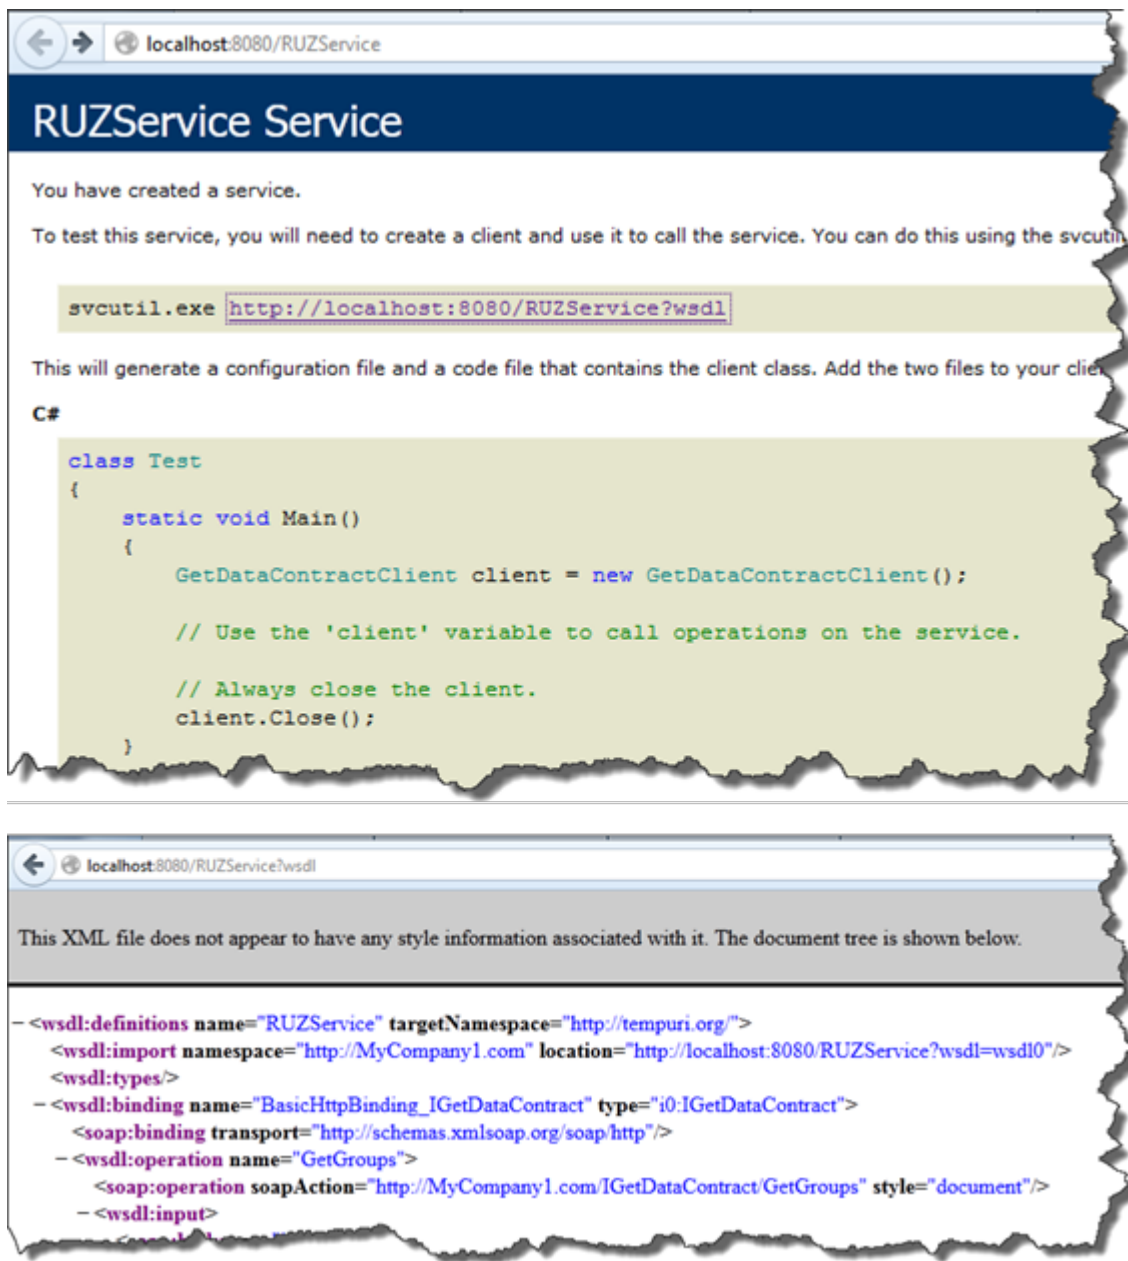 localhost:8080/RUZService
RUZService Service
You have created a service.
To test this service, you will need to create a client and use it to call the service. You can do this using the
svcutil.exe http://localhost:8080/RUZService?wsdl
This will generate a configuration file and a code file that contains the client class. Add the two files to your
C#
class Test
{
static void Main()
{
GetDataContractClient client = new GetDataContractClient();
// Use the 'client' variable to call operations on the service.
// Always close the client.
client.Close();
}
localhost:8080/RUZService?wsdl
This XML file does not appear to have any style information associated with it. The document tree is shown below.
–<wsdl:definitions name="RUZService" targetNamespace="http://tempuri.org/">
<wsdl:import namespace="http://MyCompany1.com" location="http://localhost:8080/RUZService?wsdl=wsdl0"/>
<wsdl:types/>
–<wsdl:binding name="BasicHttpBinding_IGetDataContract" type="i0:IGetDataContract">
<soap:binding transport="http://schemas.xmlsoap.org/soap/http"/>
–<wsdl:operation name="GetGroups">
<soap:operation soapAction="http://MyCompany1.com/IGetDataContract/GetGroups" style="document"/>
–<wsdl:input>